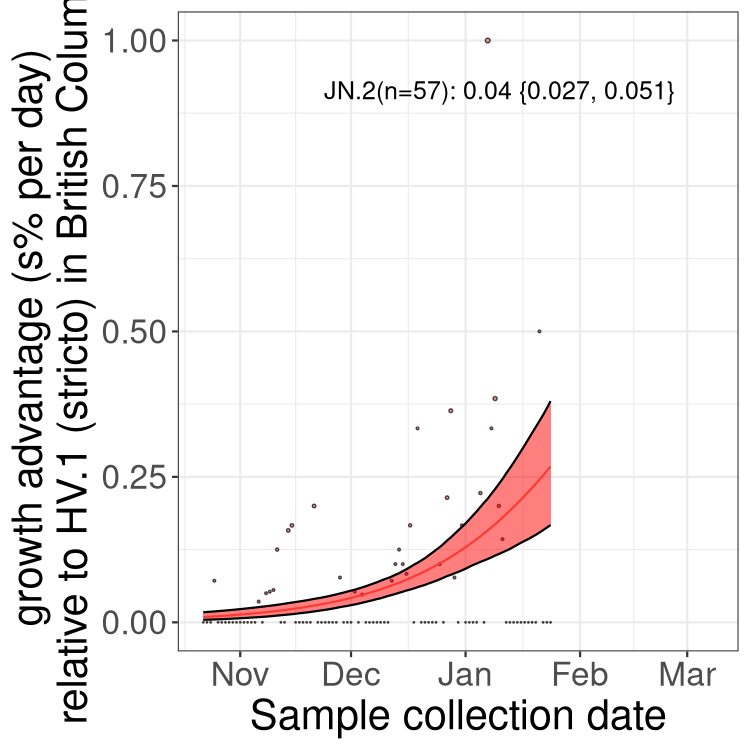 growth advantage (s% per day)
relative to HV.1 (stricto) in British Colum
1.00
0.75
0.50
0.25
0.00
JN.2(n=57): 0.04 {0.027, 0.051}
Nov Dec Jan Feb Mar
Sample collection date